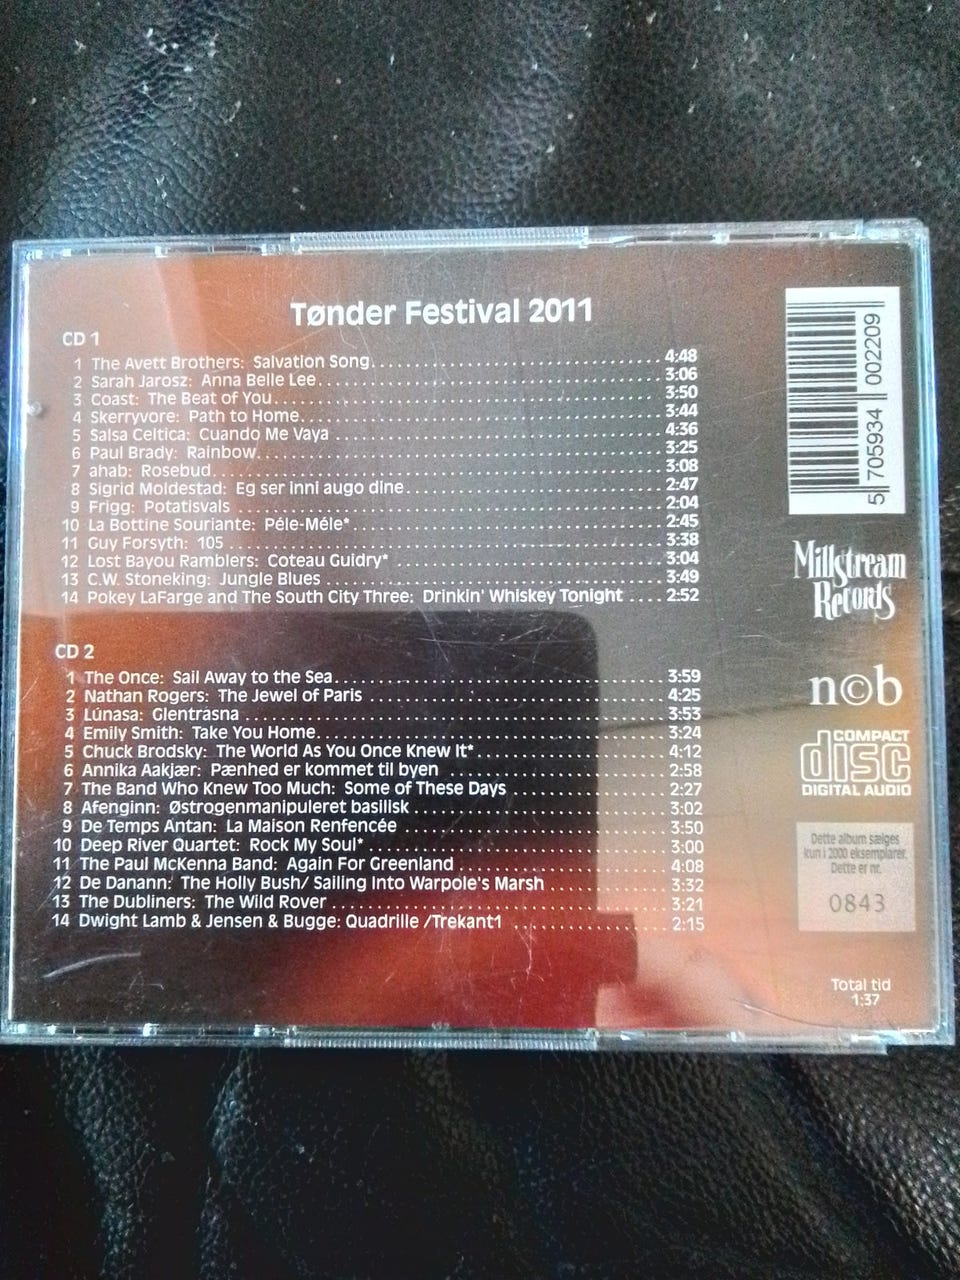 Tønder Festival 2011
CD 1
1 The Avett Brothers: Salvation Song 4:48
2 Sarah Jarosz: Anna Belle Lee 3:06
3 Coast: The Beat of You 3:50
4 Skerryvore: Path to Home 3:44
5 Salsa Celtica: Cuando Me Vaya 4:36
6 Paul Brady: Rainbow 3:25
7 ahab: Rosebud 3:08
8 Sigrid Moldestad: Eg ser inni augo dine 2:47
9 Frigg: Potatisvals 2:04
10 La Bottine Souriante: Péle-Méle* 2:45
11 Guy Forsyth: 105 3:38
12 Lost Bayou Ramblers: Coteau Guidry* 3:04
13 C.W. Stoneking: Jungle Blues 3:49
14 Pokey LaFarge and The South City Three: Drinkin' Whiskey Tonight 2:52
CD 2
1 The Once: Sail Away to the Sea 3:59
2 Nathan Rogers: The Jewel of Paris 4:25
3 Lúnasa: Glentrasna 3:53
4 Emily Smith: Take You Home 3:24
5 Chuck Brodsky: The World As You Once Knew It* 4:12
6 Annika Aakjær: Pænhed er kommet til byen 2:58
7 The Band Who Knew Too Much: Some of These Days 2:27
8 Afenginn: Østrogenmanipuleret basilisk 3:02
9 De Temps Antan: La Maison Renfencée 3:50
10 Deep River Quartet: Rock My Soul* 3:00
11 The Paul McKenna Band: Again For Greenland 4:08
12 De Danann: The Holly Bush/ Sailing Into Warpole's Marsh 3:32
13 The Dubliners: The Wild Rover 3:21
14 Dwight Lamb & Jensen & Bugge: Quadrille /Trekant1 2:15
5 705934 002209
Millstream
Records
n©b
COMPACT
disc
DIGITAL AUDIO
Dette album sælges
kun i 2000 eksemplarer.
Dette er nr.
0843
Total tid
1:37